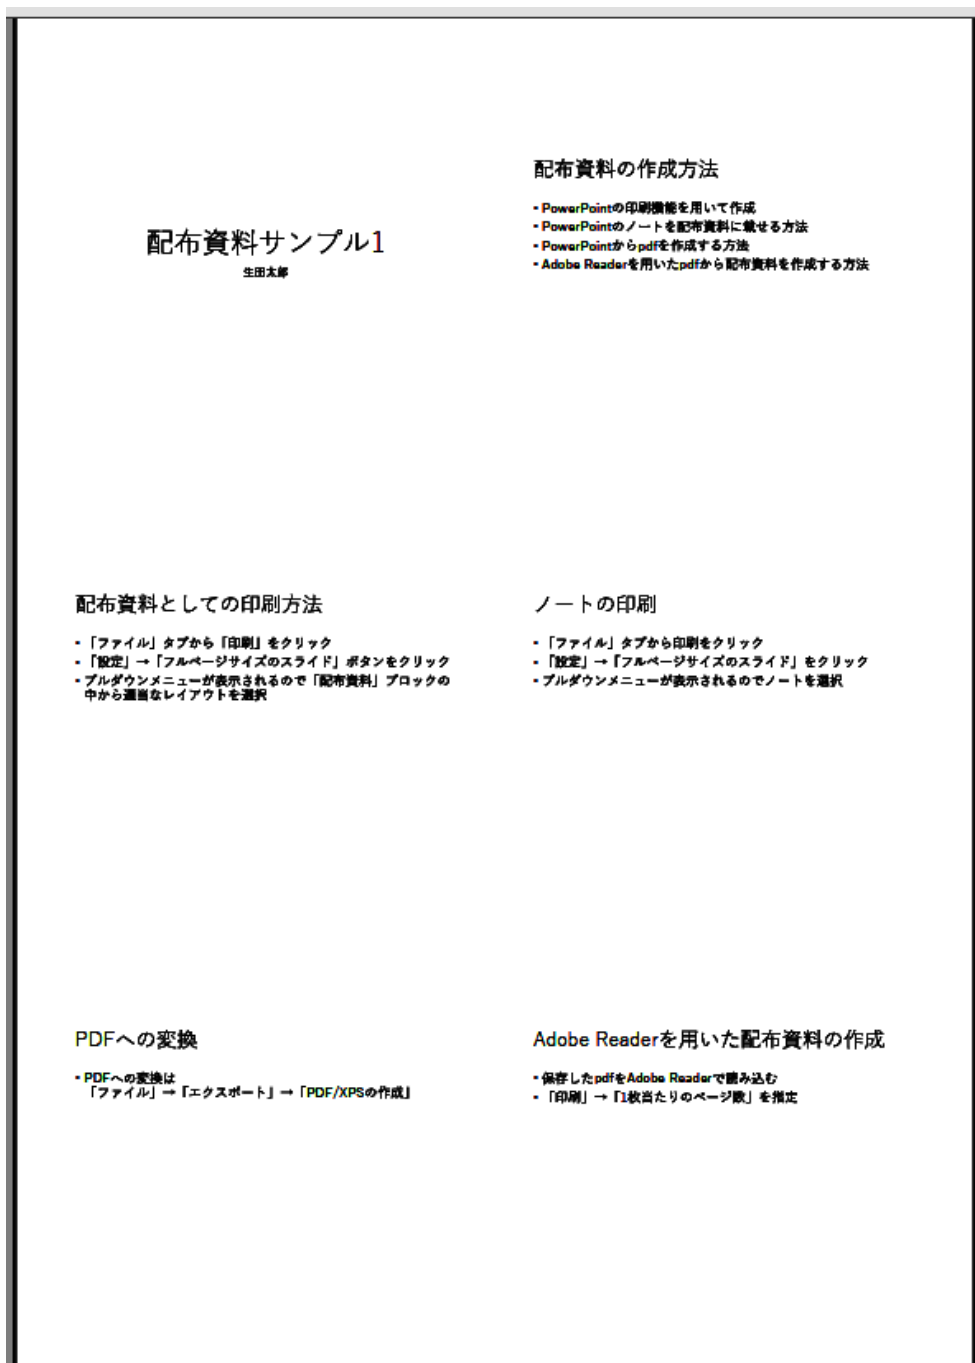 配布資料サンプル1
生田太郎
配布資料の作成方法
- PowerPointの印刷機能を用いて作成
- PowerPointのノートを配布資料に載せる方法
- PowerPointからpdfを作成する方法
- Adobe Readerを用いたpdfから配布資料を作成する方法
配布資料としての印刷方法
- 「ファイル」タブから「印刷」をクリック
- 「設定」→「フルページサイズのスライド」ボタンをクリック
- プルダウンメニューが表示されるので「配布資料」ブロックの
中から適当なレイアウトを選択
ノートの印刷
- 「ファイル」タブから印刷をクリック
- 「設定」→「フルページサイズのスライド」をクリック
- プルダウンメニューが表示されるのでノートを選択
PDFへの変換
- PDFへの変換は
「ファイル」→「エクスポート」→「PDF/XPSの作成」
Adobe Readerを用いた配布資料の作成
- 保存したpdfをAdobe Readerで読み込む
- 「印刷」→「1枚当たりのページ数」を指定